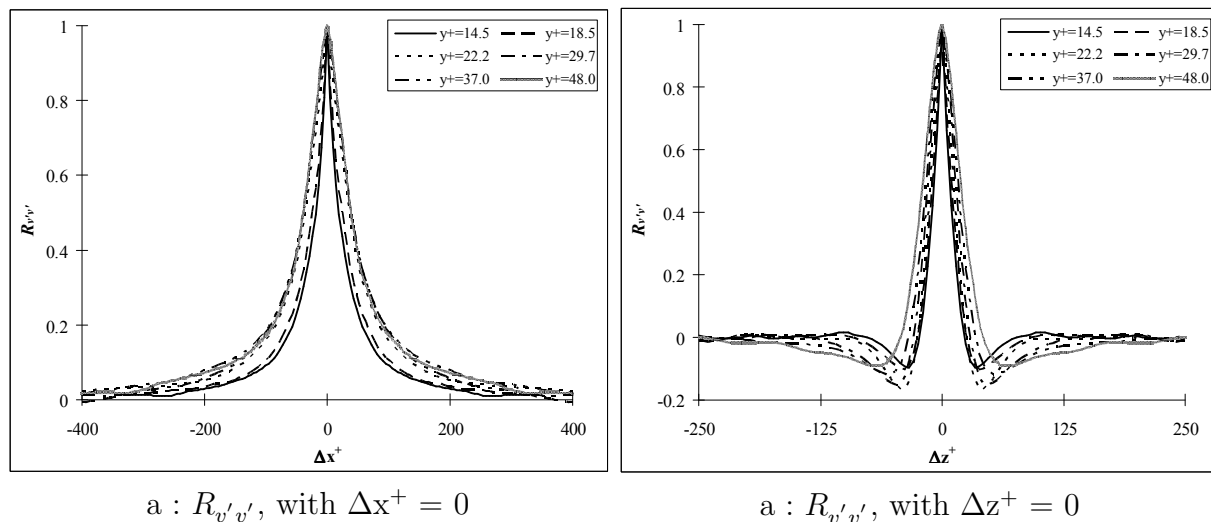 y+=14.5 y+=18.5
y+=22.2 y+=29.7
y+=37.0 y+=48.0
1
0.8
0.6
0.4
0.2
0
R_{v'v'}
-400 -200 0 200 400
Δx⁺
y+=14.5 y+=18.5
y+=22.2 y+=29.7
y+=37.0 y+=48.0
1
0.8
0.6
0.4
0.2
0
-0.2
R_{v'v'}
-250 -125 0 125 250
Δz⁺
a : R_{v'v'}, with Δx⁺ = 0
a : R_{v'v'}, with Δz⁺ = 0